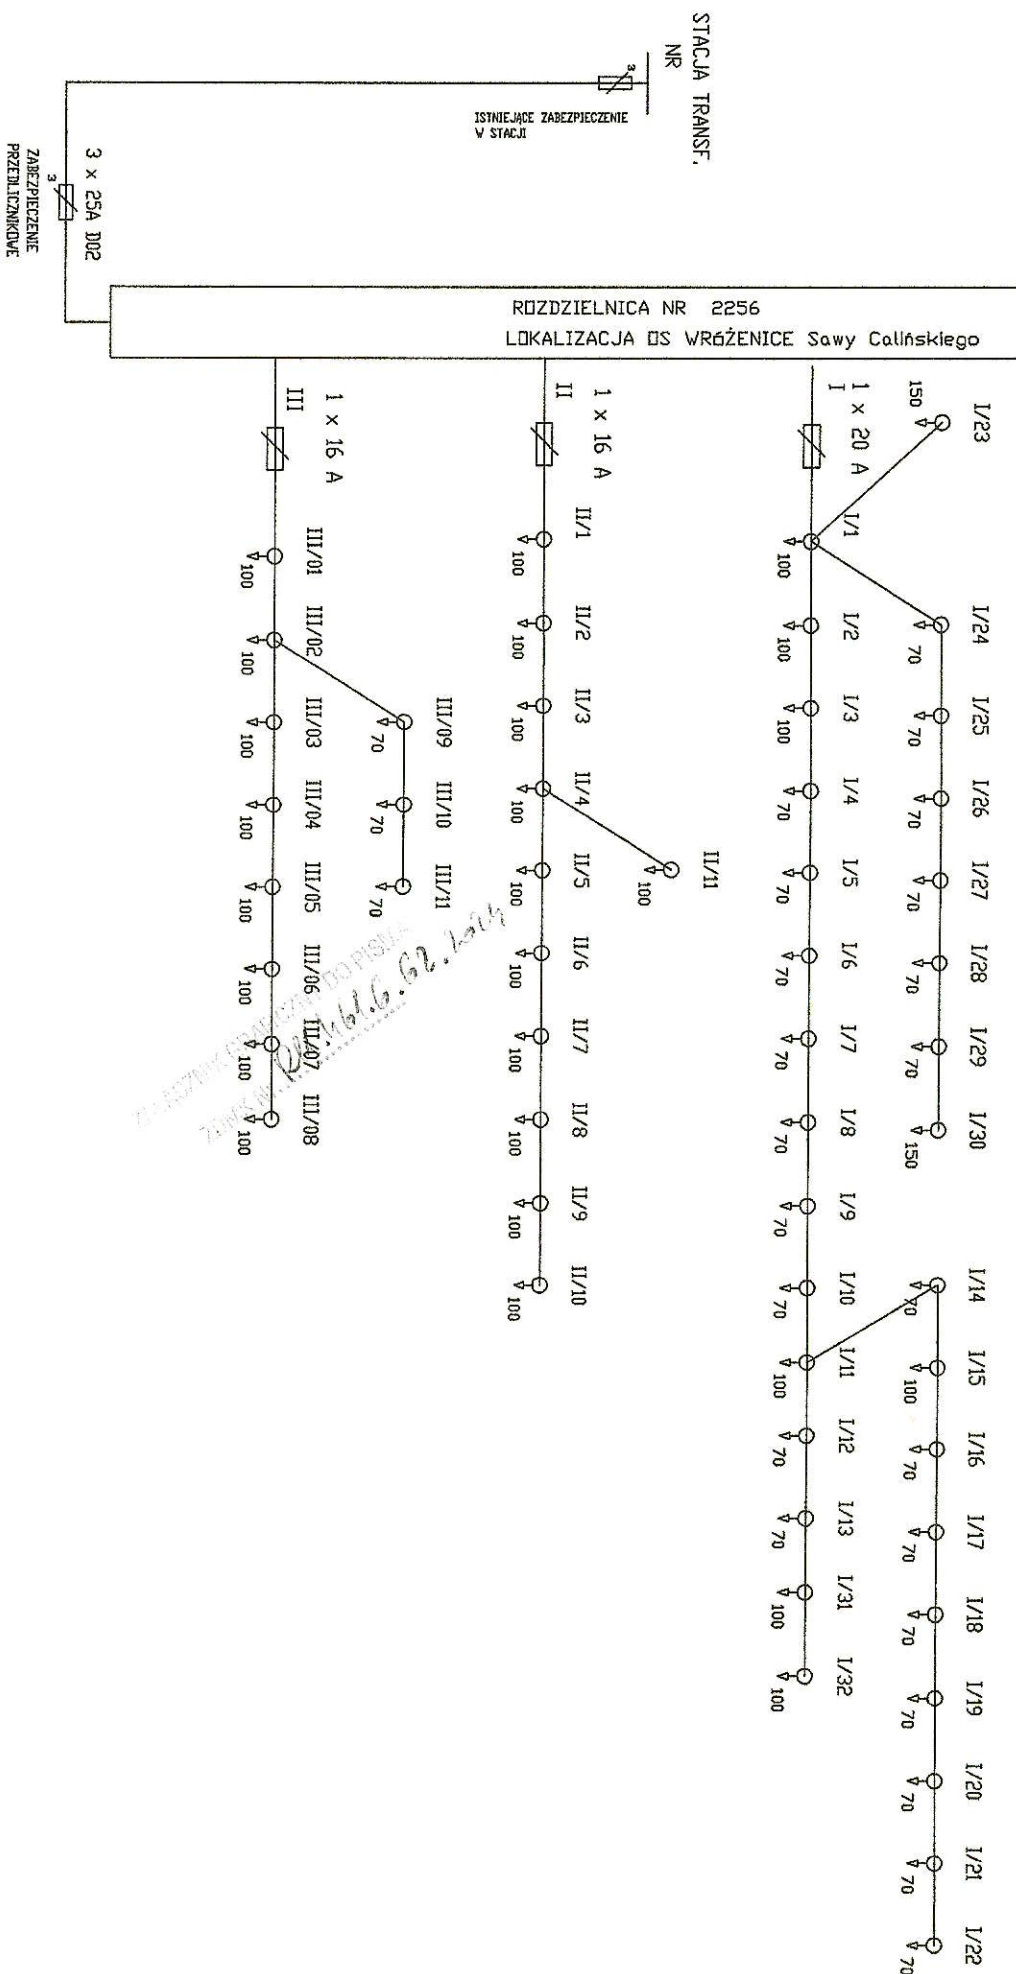 STACJA TRANSF.
NR
3
ISTNIEJĄCE ZABEZPIECZENIE
W STACJI
3 x 25A D02
3
ZABEZPIECZENIE
PRZEDLICZNIKOWE
ROZDZIELNICA NR 2256
LOKALIZACJA OS WRÓŻENICE Sawy Calińskiego
I/23
150
I/24
70
I/25
70
I/26
70
I/27
70
I/28
70
I/29
70
I/30
150
I/14
70
I/15
100
I/16
70
I/17
70
I/18
70
I/19
70
I/20
70
I/21
70
I/22
70
1 x 20 A
I
I/1
100
I/2
100
I/3
100
I/4
70
I/5
70
I/6
70
I/7
70
I/8
70
I/9
70
I/10
70
I/11
100
I/12
70
I/13
70
I/31
100
I/32
100
II/11
100
1 x 16 A
II
II/1
100
II/2
100
II/3
100
II/4
100
II/5
100
II/6
100
II/7
100
II/8
100
II/9
100
II/10
100
III/09
70
III/10
70
III/11
70
1 x 16 A
III
III/01
100
III/02
100
III/03
100
III/04
100
III/05
100
III/06
100
III/07
100
III/08
100
DO PISMA